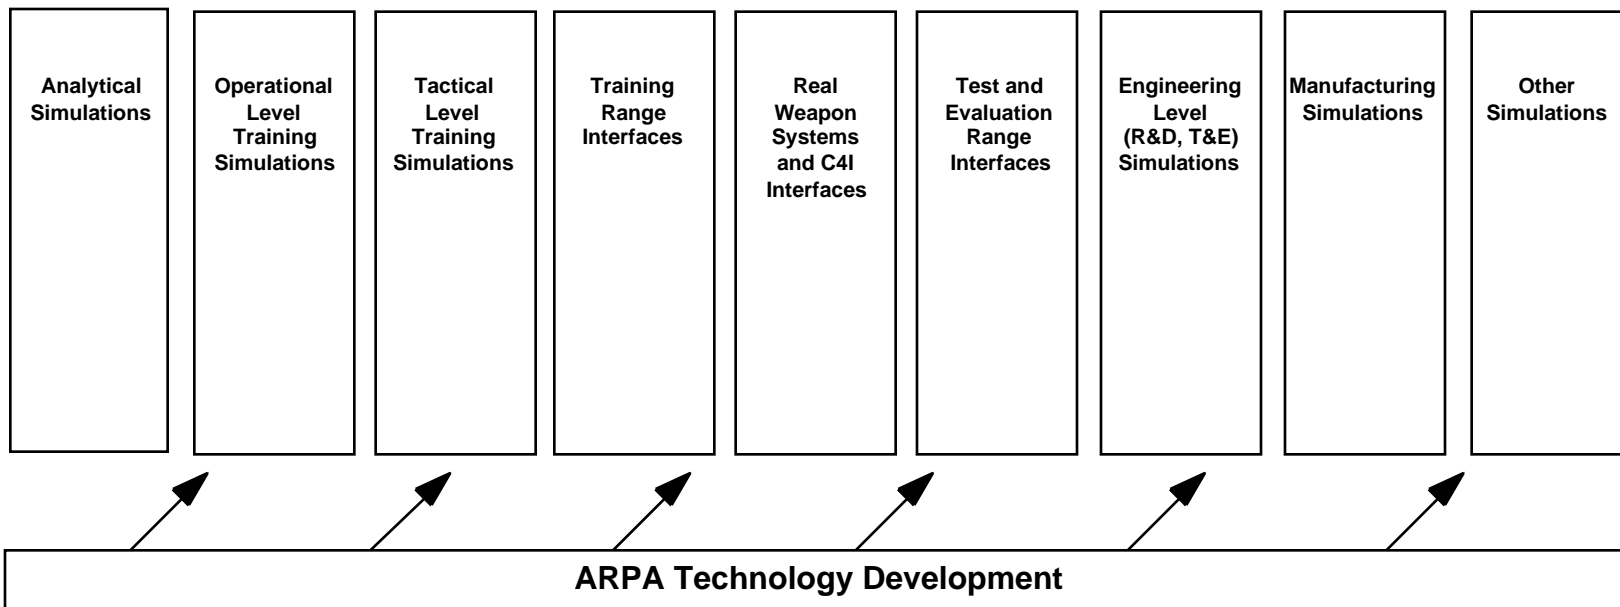 Analytical
Simulations
Operational
Level
Training
Simulations
Tactical
Level
Training
Simulations
Training
Range
Interfaces
Real
Weapon
Systems
and C4I
Interfaces
Test and
Evaluation
Range
Interfaces
Engineering
Level
(R&D, T&E)
Simulations
Manufacturing
Simulations
Other
Simulations
ARPA Technology Development